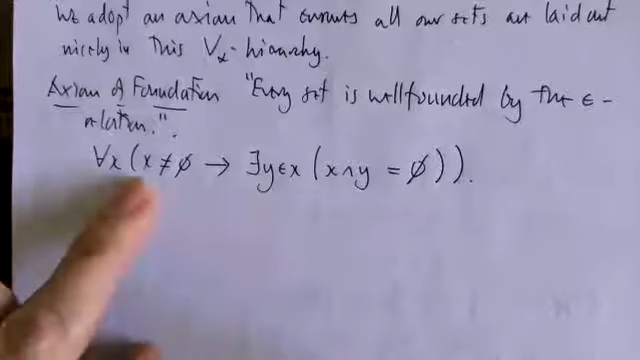 We adopt an axiom that ensures all our sets are laid out
nicely in this V_α-hierarchy.
Axiom of Foundation "Every set is wellfounded by the ∈-
relation.".
∀x(x≠∅ → ∃y∈x(x∩y = ∅)).